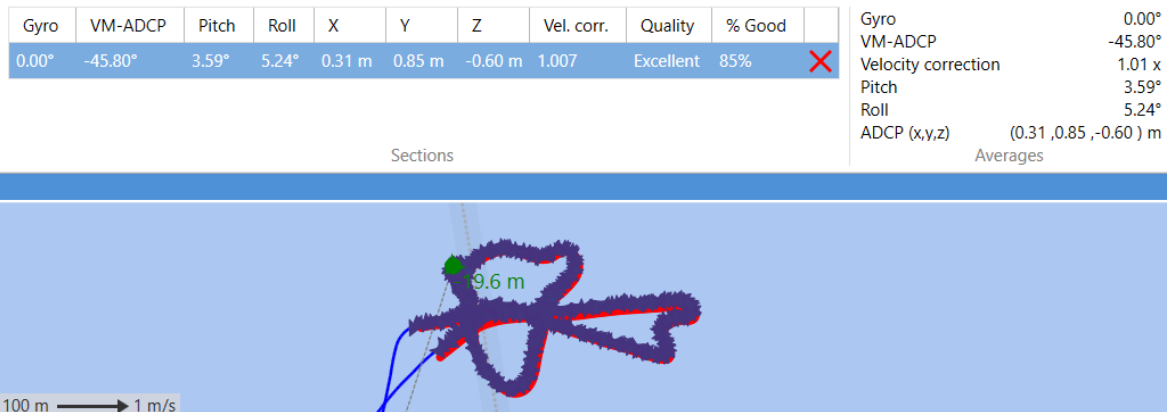 Gyro VM-ADCP Pitch Roll X Y Z Vel. corr. Quality % Good
0.00° -45.80° 3.59° 5.24° 0.31 m 0.85 m -0.60 m 1.007 Excellent 85%
Sections
Gyro 0.00°
VM-ADCP -45.80°
Velocity correction 1.01 x
Pitch 3.59°
Roll 5.24°
ADCP (x,y,z) (0.31 ,0.85 ,-0.60 ) m
Averages
-19.6 m
100 m 1 m/s